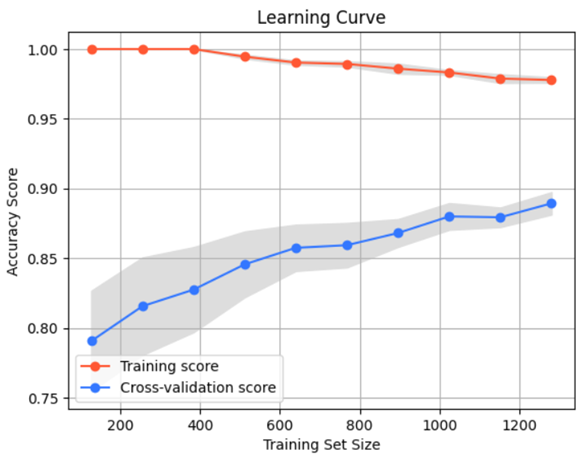 Learning Curve
1.00
0.95
0.90
0.85
0.80
0.75
Accuracy Score
Training score
Cross-validation score
200
400
600
800
1000
1200
Training Set Size